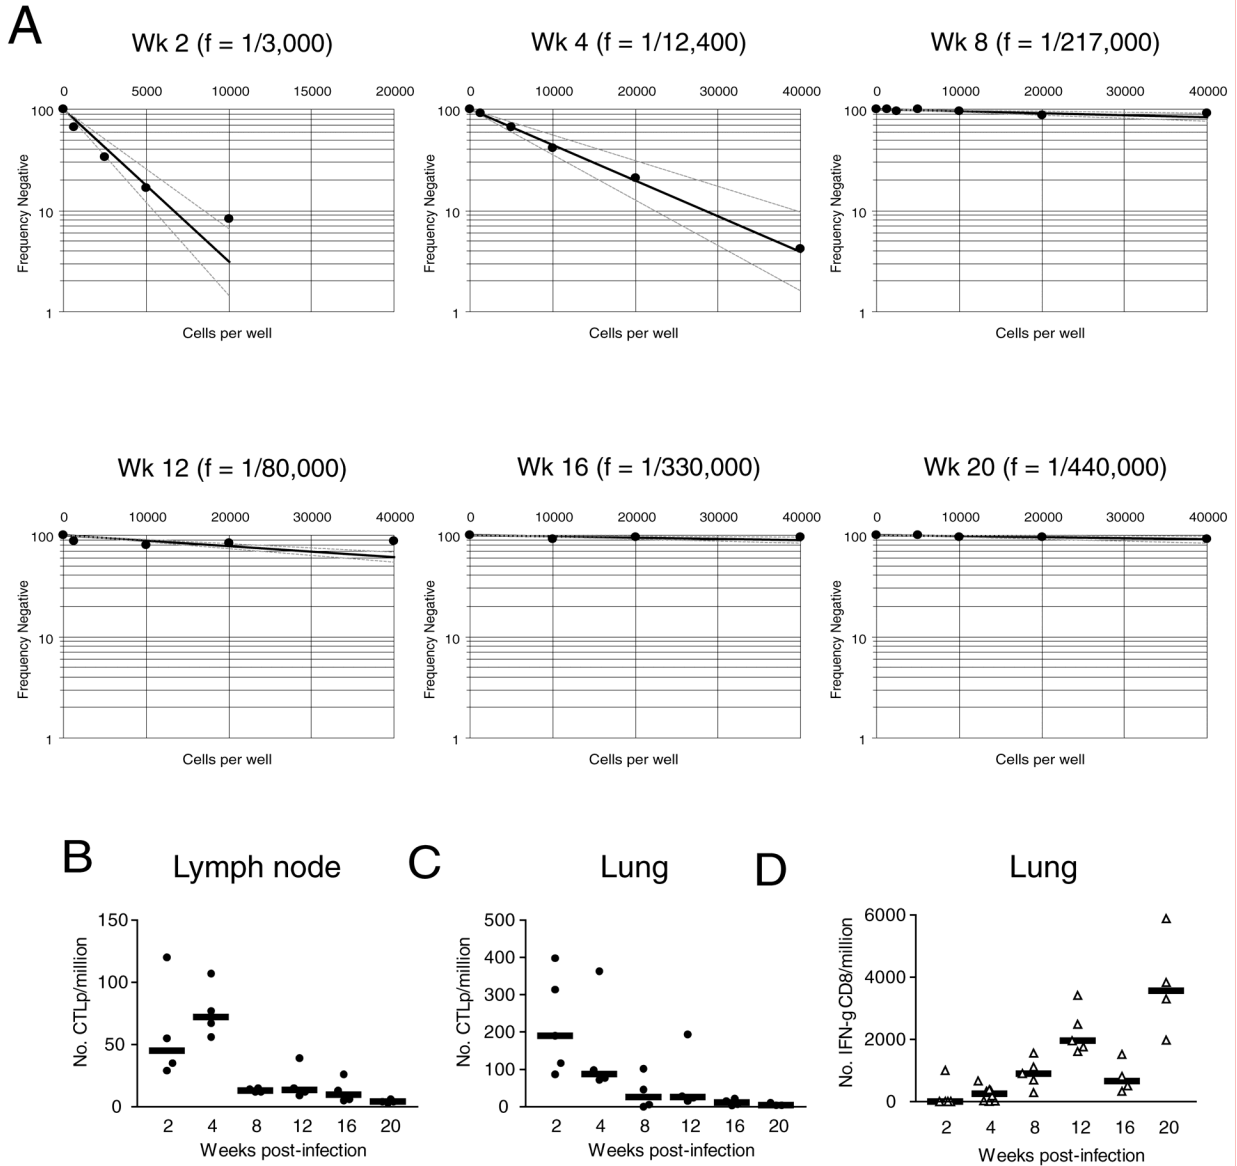 A
Wk 2 (f = 1/3,000)
Wk 4 (f = 1/12,400)
Wk 8 (f = 1/217,000)
0 5000 10000 15000 20000
0 10000 20000 30000 40000
0 10000 20000 30000 40000
100
10
1
Frequency Negative
100
10
1
Frequency Negative
100
10
1
Frequency Negative
Cells per well
Cells per well
Cells per well
Wk 12 (f = 1/80,000)
Wk 16 (f = 1/330,000)
Wk 20 (f = 1/440,000)
0 10000 20000 30000 40000
0 10000 20000 30000 40000
0 10000 20000 30000 40000
100
10
1
Frequency Negative
100
10
1
Frequency Negative
100
10
1
Frequency Negative
Cells per well
Cells per well
Cells per well
B
Lymph node
No. CTLp/million
150
100
50
0
2 4 8 12 16 20
Weeks post-infection
C
Lung
No. CTLp/million
500
400
300
200
100
0
2 4 8 12 16 20
Weeks post-infection
D
Lung
No. IFN-g CD8/million
6000
4000
2000
0
2 4 8 12 16 20
Weeks post-infection